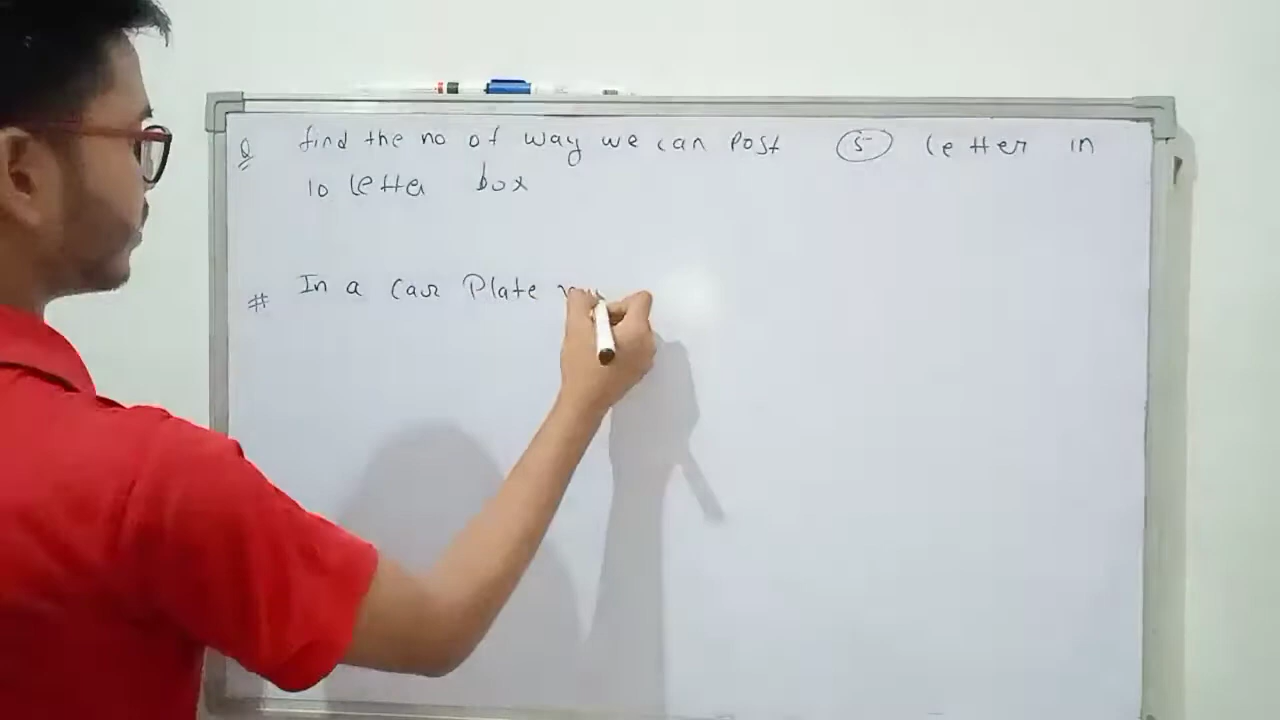 Q find the no of way we can Post 5 letter in
10 letter box
# In a Car Plate